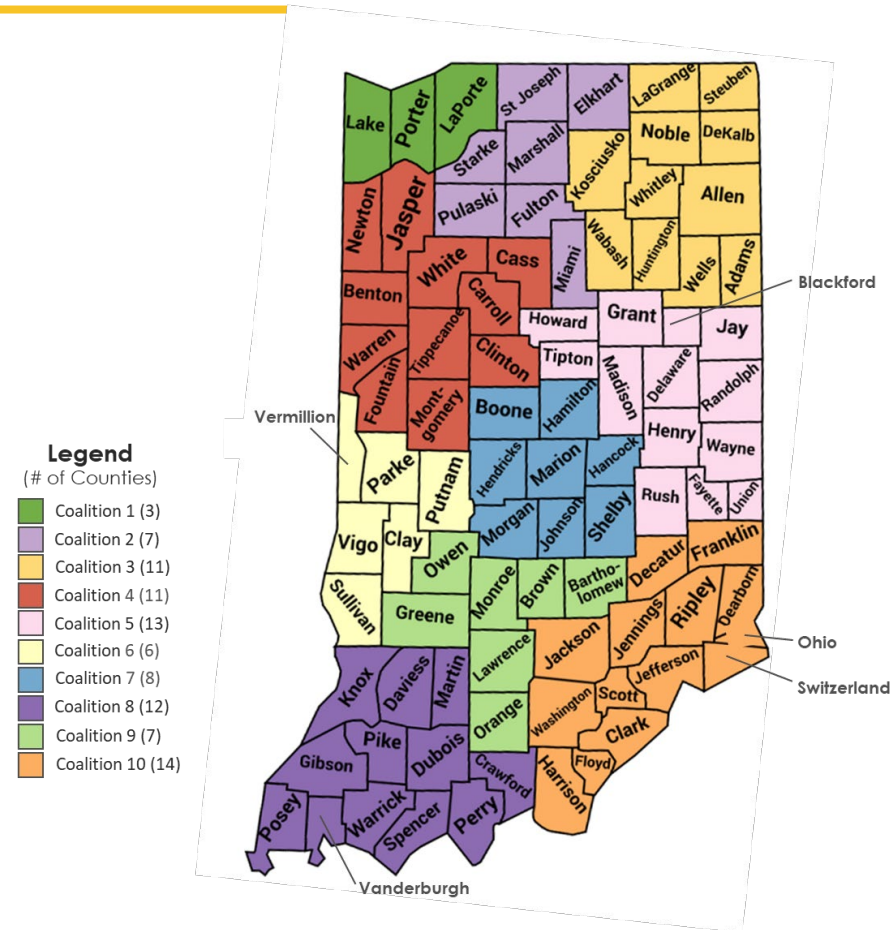 Lake
Porter
LaPorte
St Joseph
Elkhart
LaGrange
Steuben
Noble
DeKalb
Starke
Marshall
Kosciusko
Whitley
Allen
Newton
Jasper
Pulaski
Fulton
Miami
Wabash
Huntington
Wells
Adams
White
Cass
Benton
Carroll
Howard
Grant
Blackford
Jay
Warren
Tippecanoe
Clinton
Tipton
Madison
Delaware
Randolph
Fountain
Mont-
gomery
Boone
Hamilton
Henry
Wayne
Vermillion
Parke
Putnam
Hendricks
Marion
Hancock
Rush
Fayette
Union
Vigo
Clay
Owen
Morgan
Johnson
Shelby
Decatur
Franklin
Sullivan
Greene
Monroe
Brown
Bartho-
lomew
Jennings
Ripley
Dearborn
Ohio
Switzerland
Knox
Daviess
Martin
Lawrence
Jackson
Jefferson
Scott
Washington
Orange
Clark
Floyd
Harrison
Pike
Gibson
Dubois
Crawford
Posey
Warrick
Spencer
Perry
Vanderburgh
Legend
(# of Counties)
Coalition 1 (3)
Coalition 2 (7)
Coalition 3 (11)
Coalition 4 (11)
Coalition 5 (13)
Coalition 6 (6)
Coalition 7 (8)
Coalition 8 (12)
Coalition 9 (7)
Coalition 10 (14)